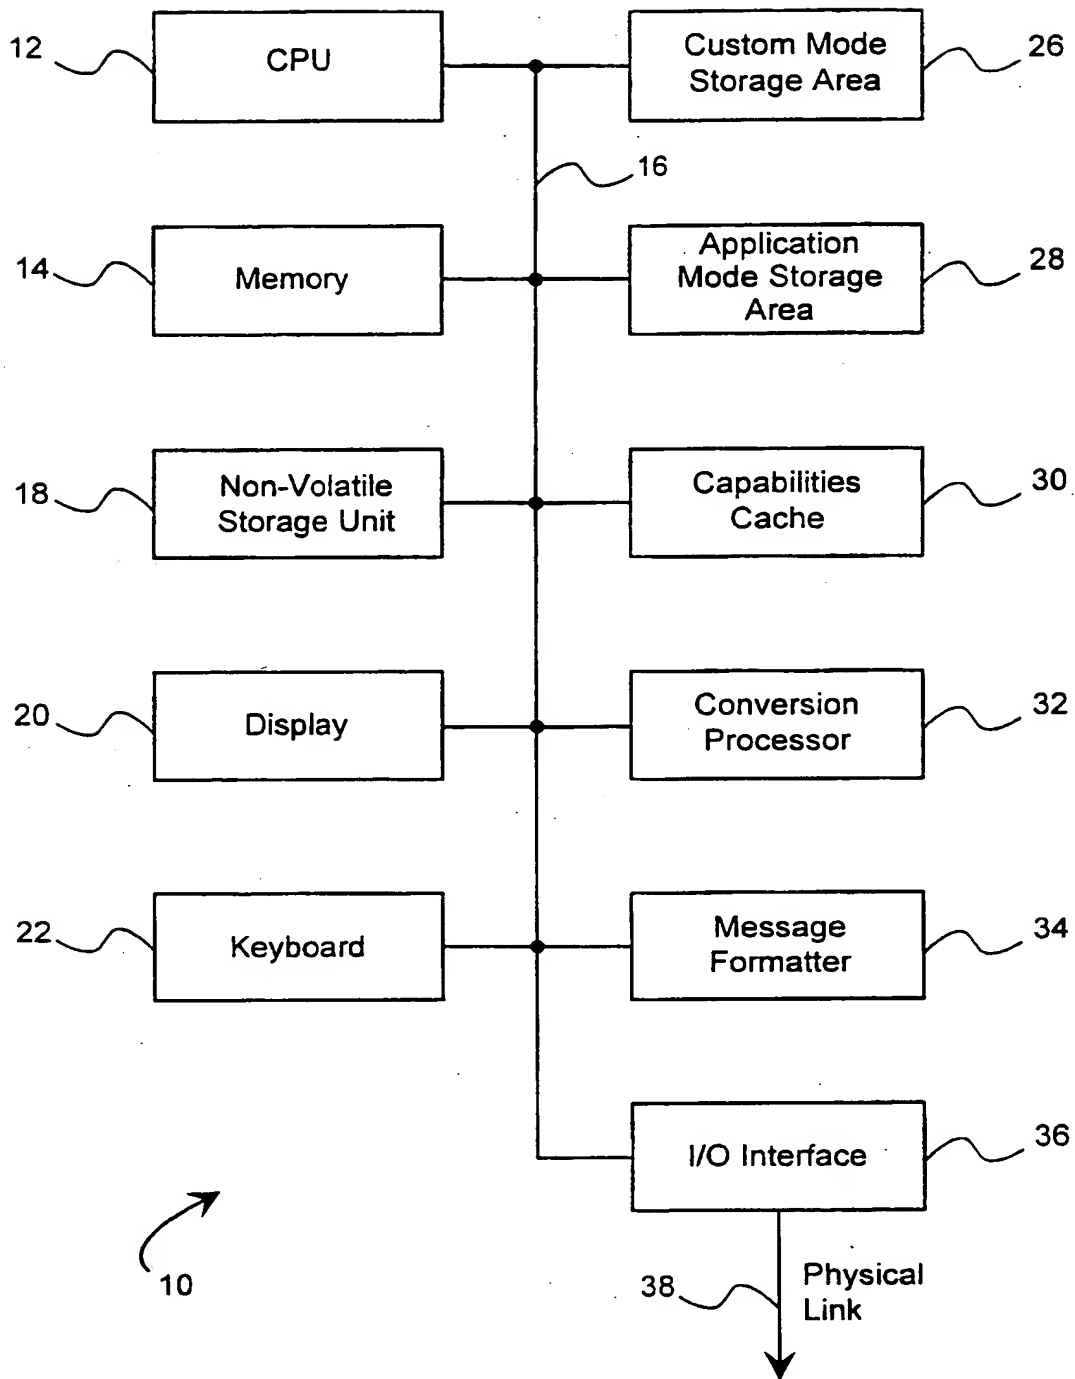 12
CPU
Custom Mode
Storage Area
26
16
14
Memory
Application
Mode Storage
Area
28
18
Non-Volatile
Storage Unit
Capabilities
Cache
30
20
Display
Conversion
Processor
32
22
Keyboard
Message
Formatter
34
I/O Interface
36
10
38
Physical
Link